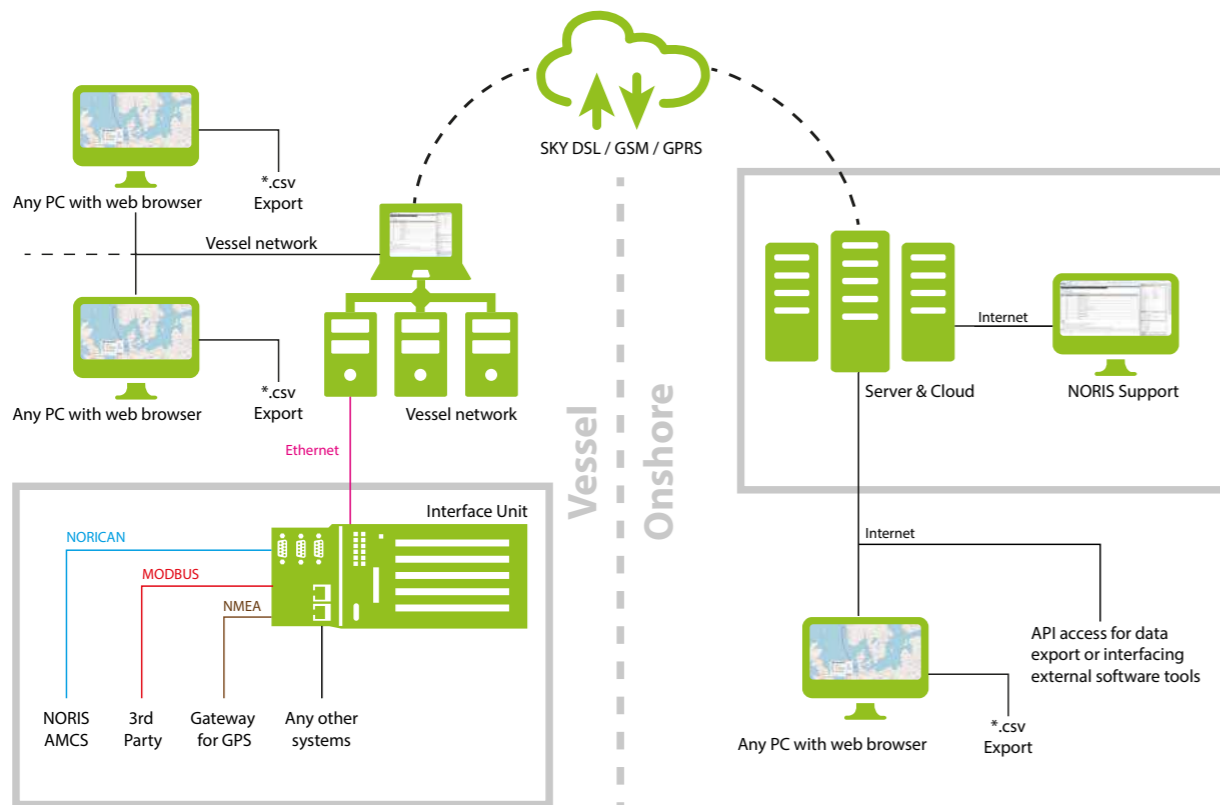 SKY DSL / GSM / GPRS
*.csv
Export
Any PC with web browser
Vessel network
*.csv
Export
Any PC with web browser
Vessel network
Ethernet
Vessel
Onshore
Internet
Server & Cloud
NORIS Support
Interface Unit
NORICAN
MODBUS
NMEA
NORIS
AMCS
3rd
Party
Gateway
for GPS
Any other
systems
Internet
API access for data
export or interfacing
external software tools
*.csv
Export
Any PC with web browser